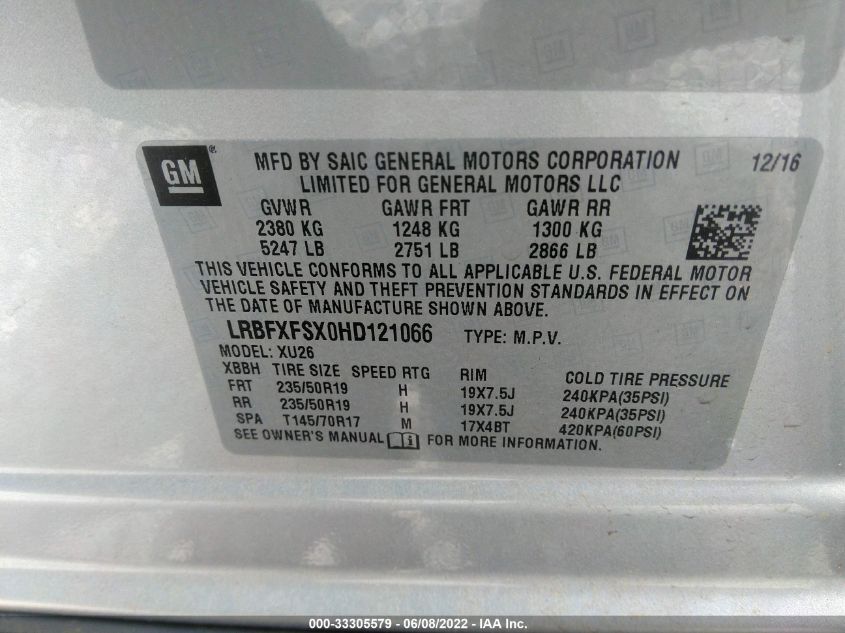 GM
MFD BY SAIC GENERAL MOTORS CORPORATION 12/16
LIMITED FOR GENERAL MOTORS LLC
GVWR GAWR FRT GAWR RR
2380 KG 1248 KG 1300 KG
5247 LB 2751 LB 2866 LB
THIS VEHICLE CONFORMS TO ALL APPLICABLE U.S. FEDERAL MOTOR
VEHICLE SAFETY AND THEFT PREVENTION STANDARDS IN EFFECT ON
THE DATE OF MANUFACTURE SHOWN ABOVE.
LRBFXFSX0HD121066 TYPE: M.P.V.
MODEL: XU26
XBBH TIRE SIZE SPEED RTG RIM COLD TIRE PRESSURE
FRT 235/50R19 H 19X7.5J 240KPA(35PSI)
RR 235/50R19 H 19X7.5J 240KPA(35PSI)
SPA T145/70R17 M 17X4BT 420KPA(60PSI)
SEE OWNER'S MANUAL FOR MORE INFORMATION.
000-33305579 - 06/08/2022 - IAA Inc.